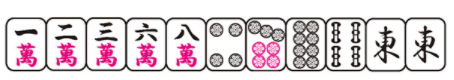 一萬 二萬 三萬 六萬 八萬 東 東